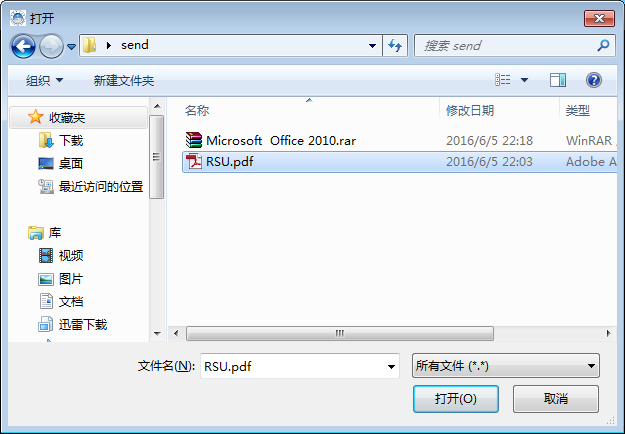 打开
send
搜索 send
组织
新建文件夹
名称
修改日期
类型
收藏夹
下载
桌面
最近访问的位置
库
视频
图片
文档
迅雷下载
Microsoft  Office 2010.rar
2016/6/5 22:18
WinRAR
RSU.pdf
2016/6/5 22:03
Adobe A
文件名(N):
RSU.pdf
所有文件 (*.*)
打开(O)
取消